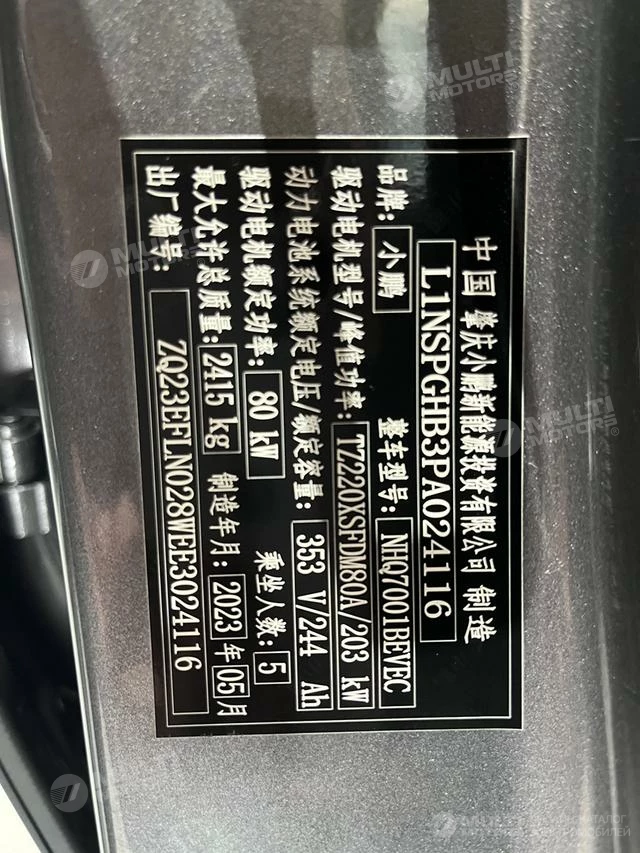 中国 肇庆小鹏新能源投资有限公司 制造
L1NSPGHB3PA024116
品牌: 小鹏 整车型号: NHQ7001BEVEC
驱动电机型号/峰值功率: TZ220XSFDM80A/203 kW
动力电池系统额定电压/额定容量: 353 V/244 Ah
驱动电机额定功率: 80 kW 乘坐人数: 5
最大允许总质量: 2415 kg 制造年月: 2023 年 05 月
出厂编号: ZQ23EFLN028WEE3024116
MULTI MOTORS
MULTI MOTORS
MULTI MOTORS
MULTI MOTORS